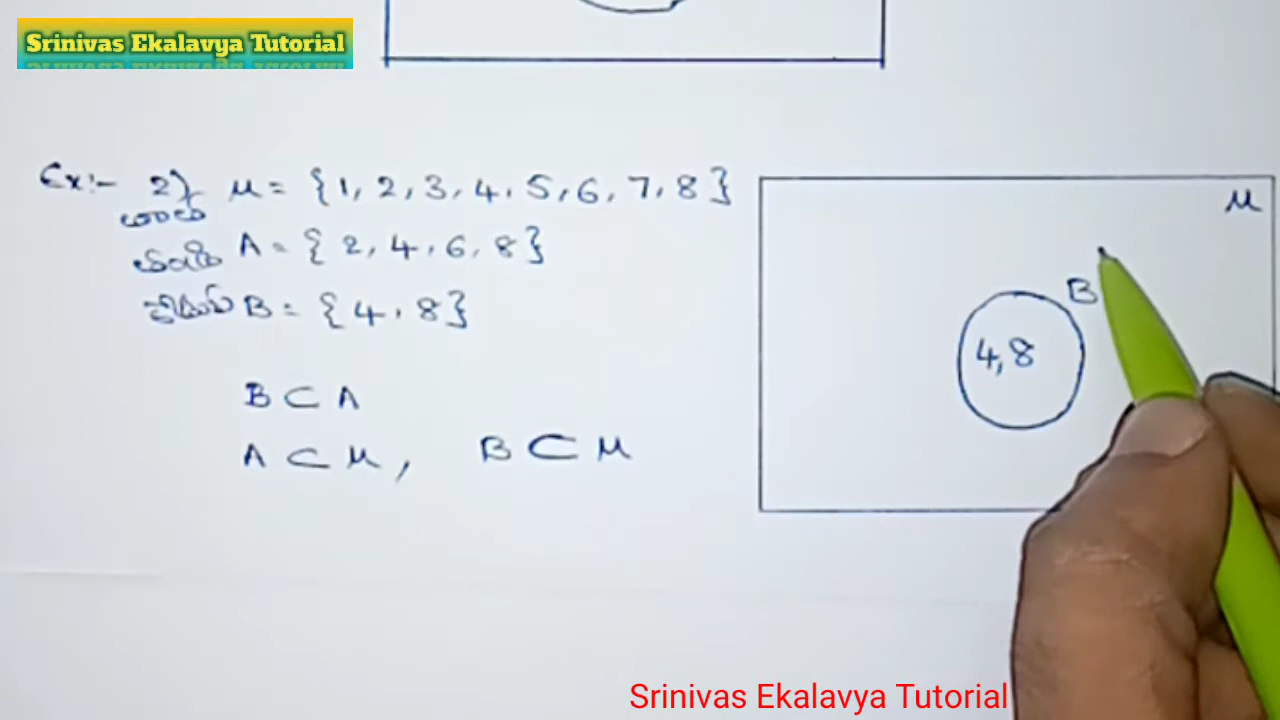 Srinivas Ekalavya Tutorial
Ex:- 2) μ = {1, 2, 3, 4, 5, 6, 7, 8}
A = {2, 4, 6, 8}
B = {4, 8}
B ⊂ A
A ⊂ μ, B ⊂ μ
μ
B
4, 8
Srinivas Ekalavya Tutorial